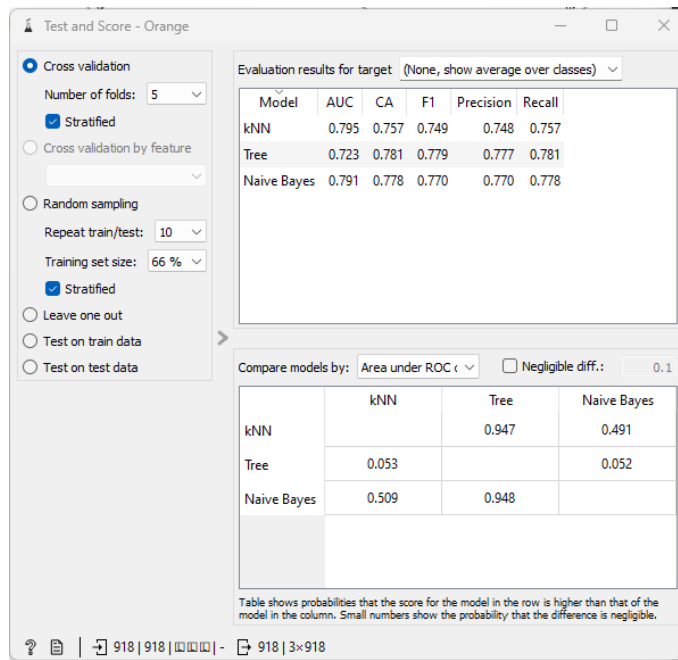 Test and Score - Orange
Cross validation
Number of folds: 5
Stratified
Cross validation by feature
Random sampling
Repeat train/test: 10
Training set size: 66 %
Stratified
Leave one out
Test on train data
Test on test data
Evaluation results for target (None, show average over classes)
Model AUC CA F1 Precision Recall
kNN 0.795 0.757 0.749 0.748 0.757
Tree 0.723 0.781 0.779 0.777 0.781
Naive Bayes 0.791 0.778 0.770 0.770 0.778
Compare models by: Area under ROC c Negligible diff.: 0.1
kNN Tree Naive Bayes
kNN 0.947 0.491
Tree 0.053 0.052
Naive Bayes 0.509 0.948
Table shows probabilities that the score for the model in the row is higher than that of the
model in the column. Small numbers show the probability that the difference is negligible.
? 918 | 918 | | - 918 | 3×918